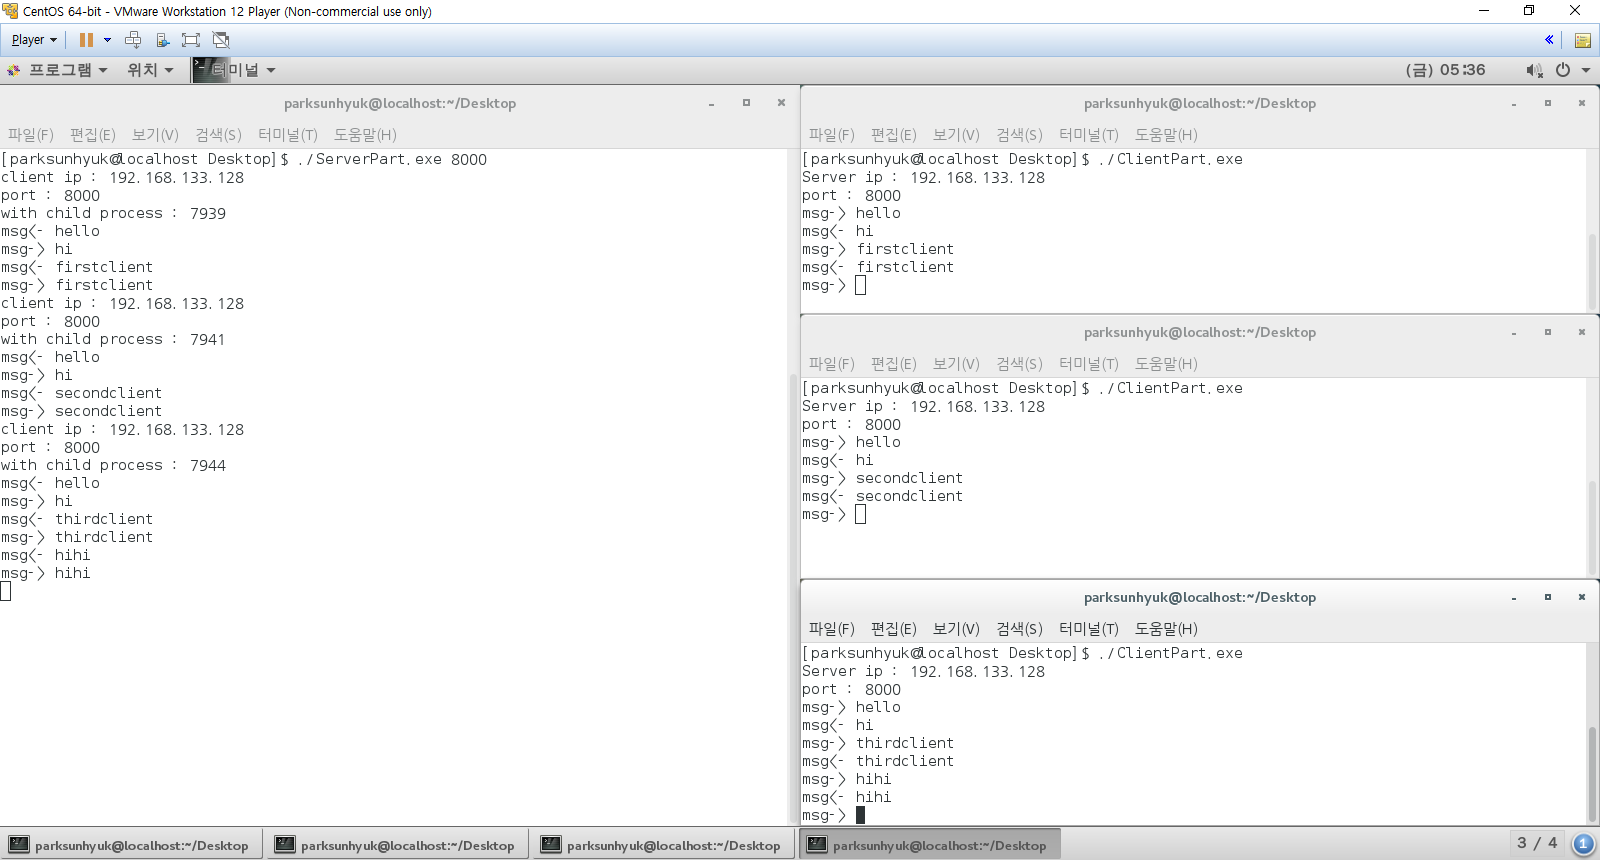 CentOS 64-bit - VMware Workstation 12 Player (Non-commercial use only)
Player
프로그램 위치 터미널 (금) 05:36
parksunhyuk@localhost:~/Desktop
파일(F) 편집(E) 보기(V) 검색(S) 터미널(T) 도움말(H)
[parksunhyuk@localhost Desktop]$ ./ServerPart.exe 8000
client ip : 192.168.133.128
port : 8000
with child process : 7939
msg<- hello
msg-> hi
msg<- firstclient
msg-> firstclient
client ip : 192.168.133.128
port : 8000
with child process : 7941
msg<- hello
msg-> hi
msg<- secondclient
msg-> secondclient
client ip : 192.168.133.128
port : 8000
with child process : 7944
msg<- hello
msg-> hi
msg<- thirdclient
msg-> thirdclient
msg<- hihi
msg-> hihi
parksunhyuk@localhost:~/Desktop
파일(F) 편집(E) 보기(V) 검색(S) 터미널(T) 도움말(H)
[parksunhyuk@localhost Desktop]$ ./ClientPart.exe
Server ip : 192.168.133.128
port : 8000
msg-> hello
msg<- hi
msg-> firstclient
msg<- firstclient
msg->
parksunhyuk@localhost:~/Desktop
파일(F) 편집(E) 보기(V) 검색(S) 터미널(T) 도움말(H)
[parksunhyuk@localhost Desktop]$ ./ClientPart.exe
Server ip : 192.168.133.128
port : 8000
msg-> hello
msg<- hi
msg-> secondclient
msg<- secondclient
msg->
parksunhyuk@localhost:~/Desktop
파일(F) 편집(E) 보기(V) 검색(S) 터미널(T) 도움말(H)
[parksunhyuk@localhost Desktop]$ ./ClientPart.exe
Server ip : 192.168.133.128
port : 8000
msg-> hello
msg<- hi
msg-> thirdclient
msg<- thirdclient
msg-> hihi
msg<- hihi
msg->
parksunhyuk@localhost:~/Desktop parksunhyuk@localhost:~/Desktop parksunhyuk@localhost:~/Desktop parksunhyuk@localhost:~/Desktop 3 / 4 1